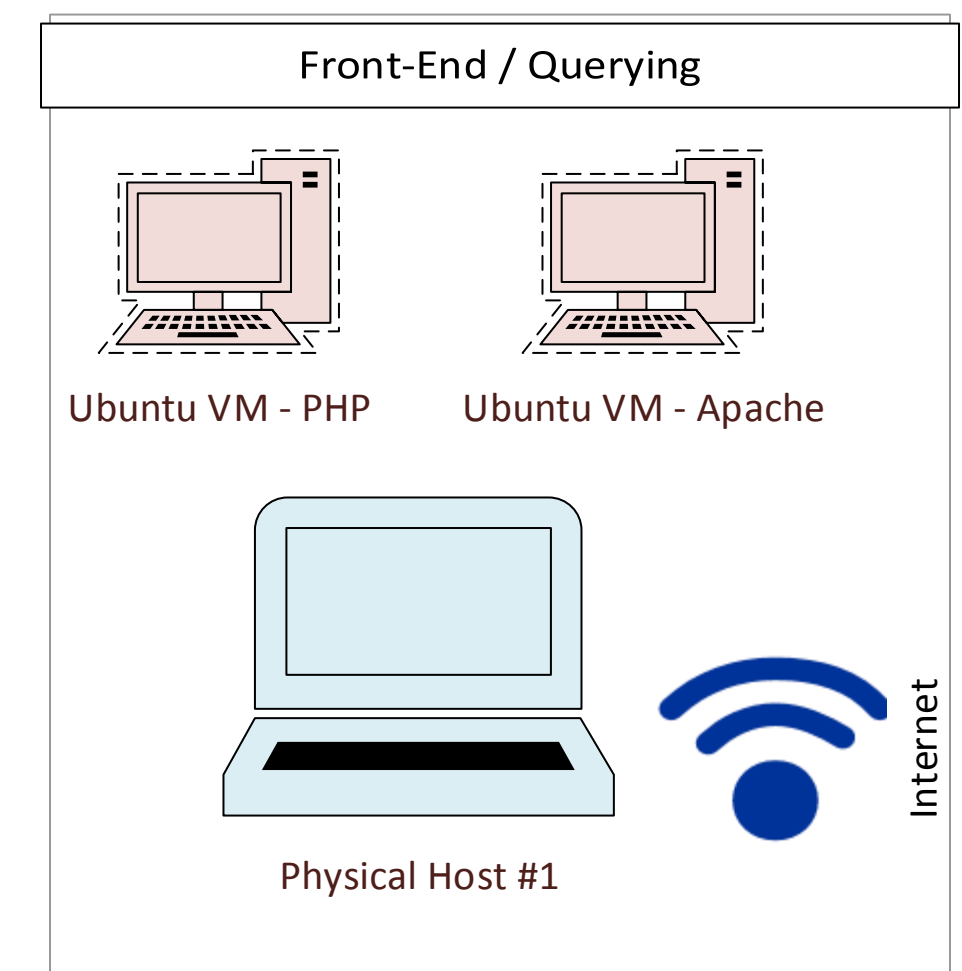 Front-End / Querying
Ubuntu VM - PHP
Ubuntu VM - Apache
Internet
Physical Host #1